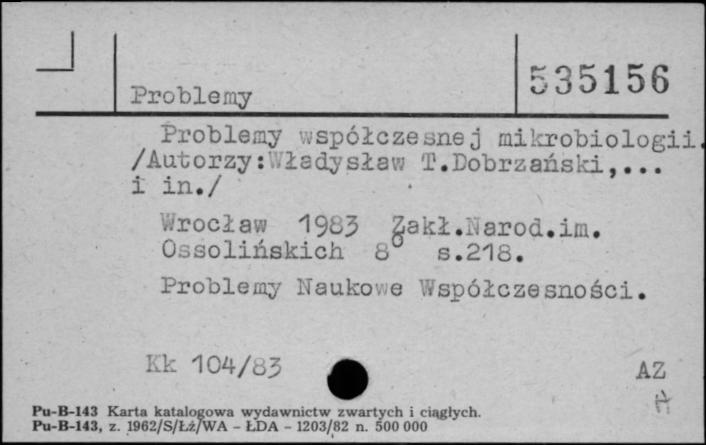 535156
Problemy
Problemy współczesnej mikrobiologii.
/Autorzy:Władysław T.Dobrzański,...
i in./
Wrocław 1983 Zakł.Narod.im.
Ossolińskich 8° s.218.
Problemy Naukowe Współczesności.
Kk 104/83
AZ
Pu-B-143 Karta katalogowa wydawnictw zwartych i ciągłych.
Pu-B-143, z. 1962/S/Łż/WA - ŁDA - 1203/82 n. 500 000